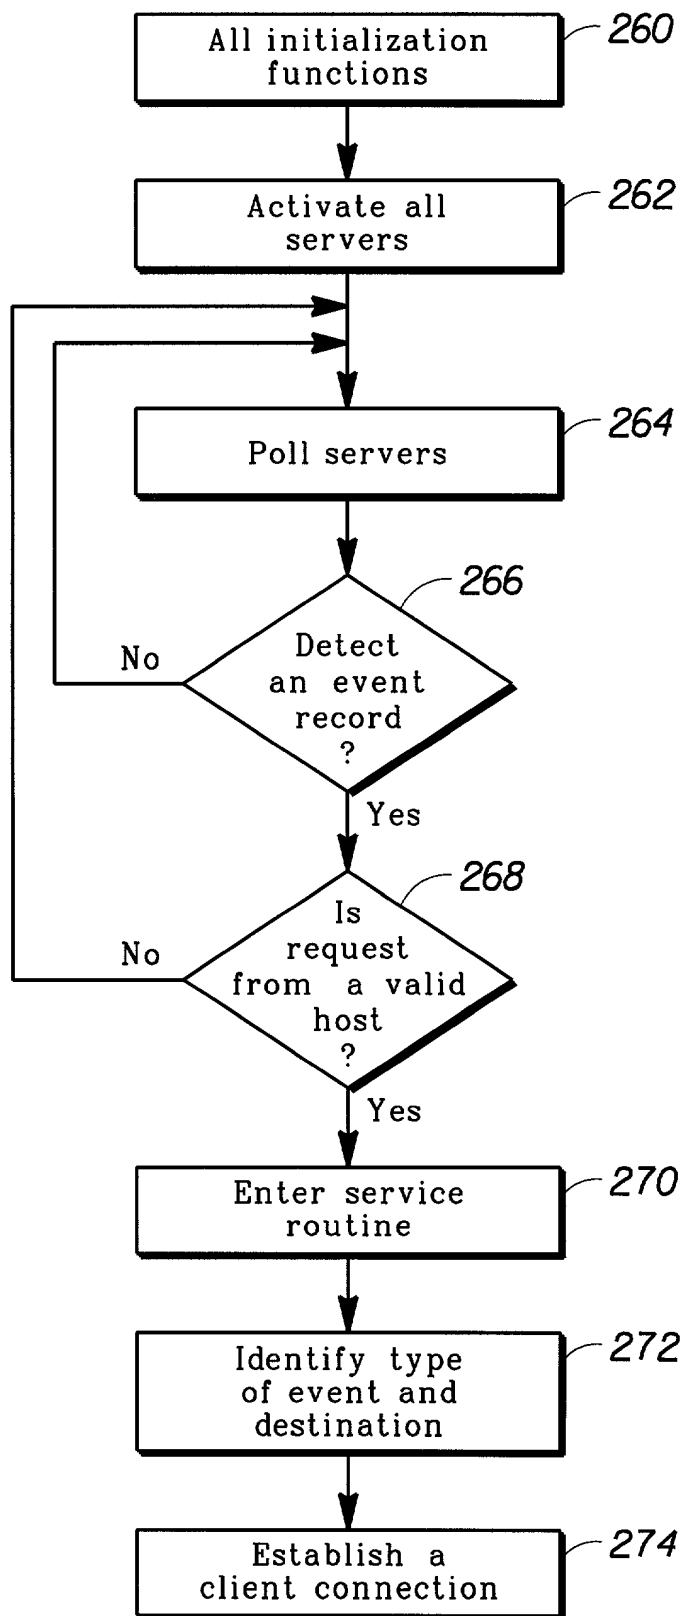 All initialization
functions
260
Activate all
servers
262
Poll servers
264
266
Detect
an event
record
?
No
Yes
268
Is
request
from a valid
host
?
No
Yes
Enter service
routine
270
Identify type
of event and
destination
272
Establish a
client connection
274